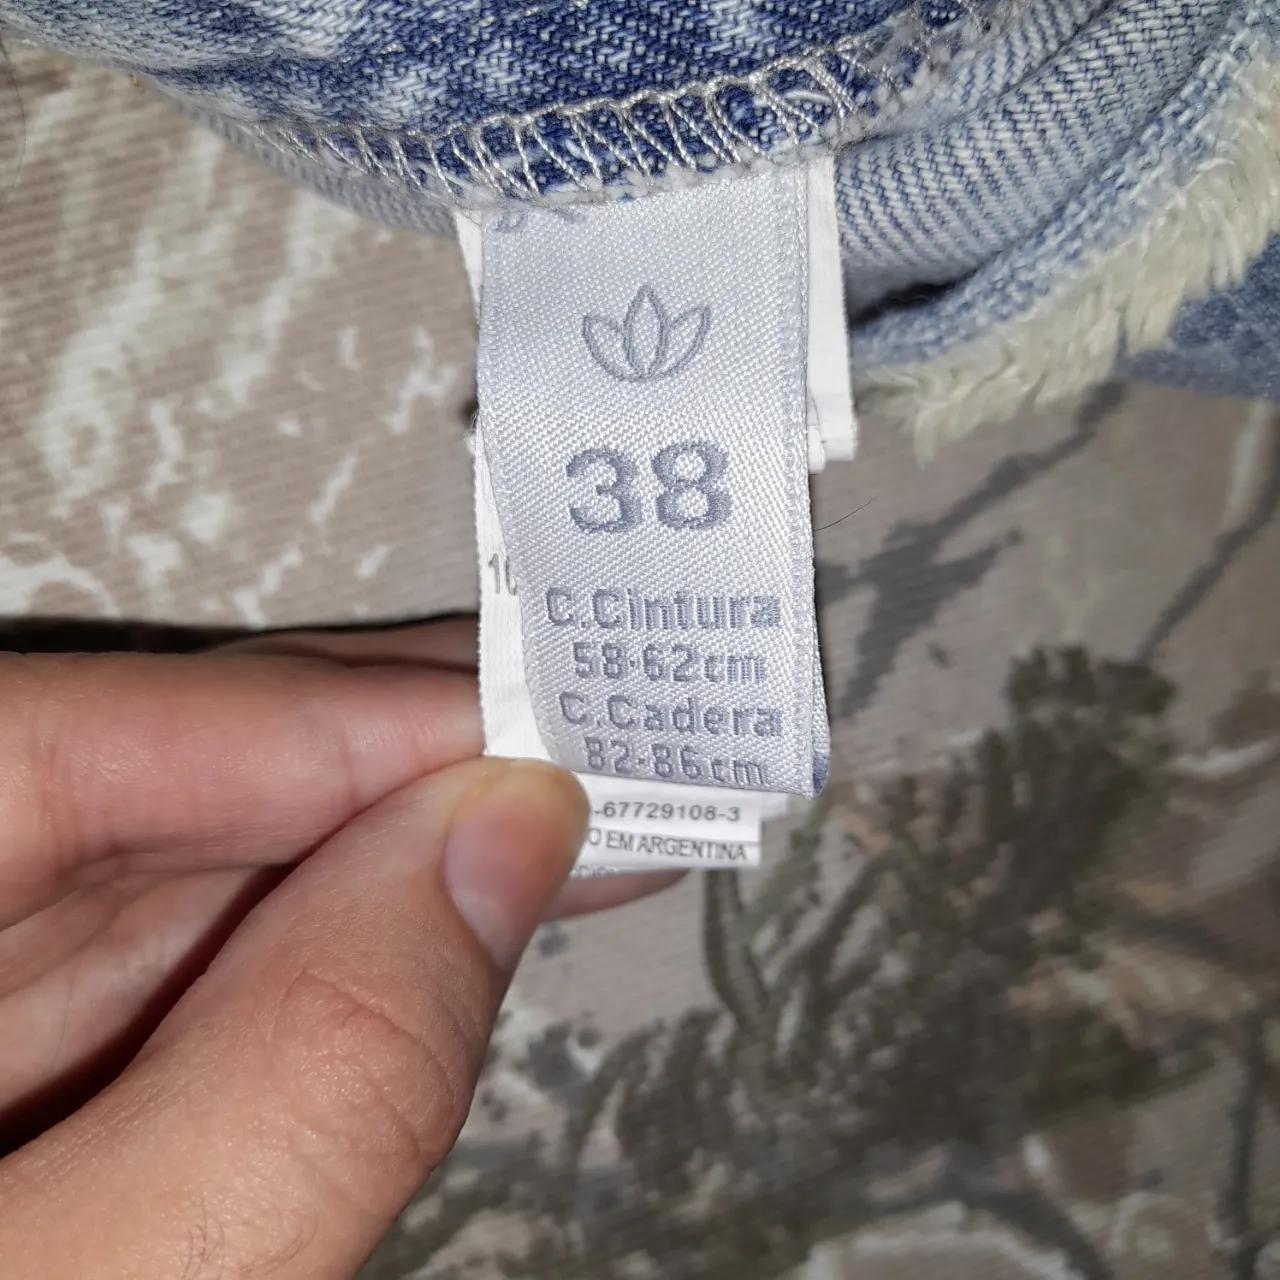 38
C.Cintura
58-62cm
C.Cadera
82-86cm
-67729108-3
O EM ARGENTINA